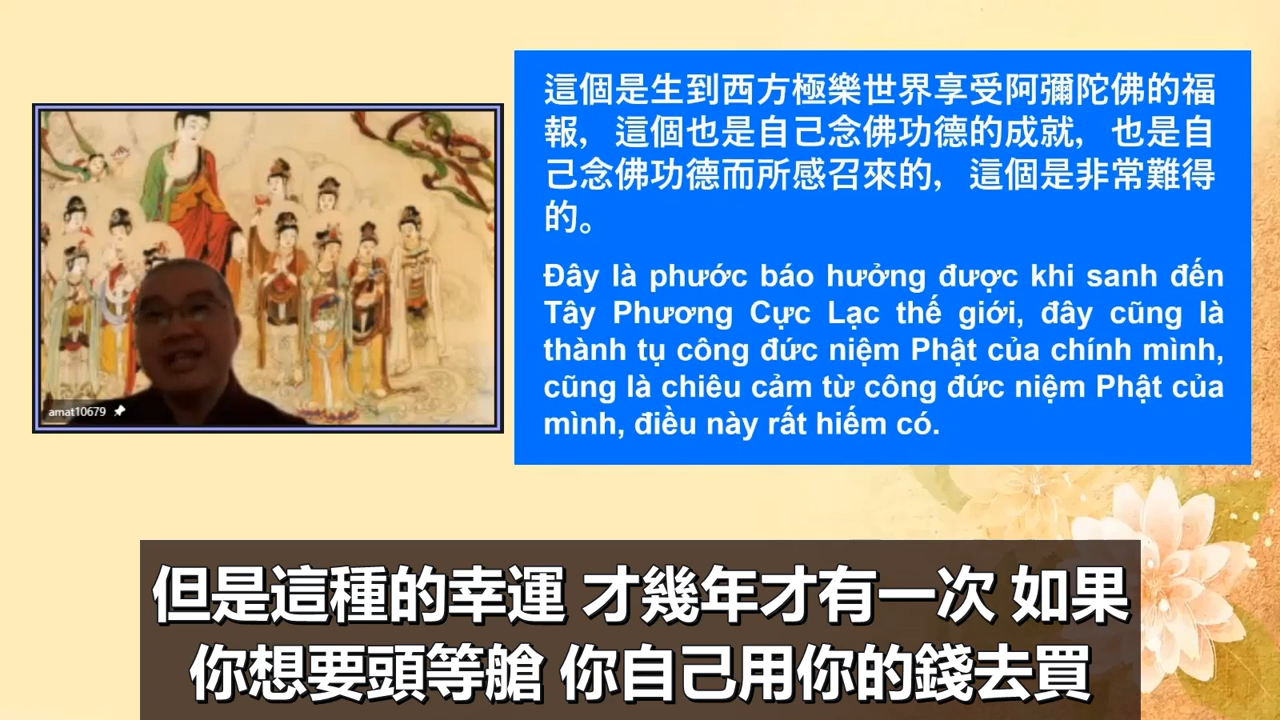 這個是生到西方極樂世界享受阿彌陀佛的福
報，這個也是自己念佛功德的成就，也是自
己念佛功德而所感召來的，這個是非常難得
的。
Đây là phước báo hưởng được khi sanh đến
Tây Phương Cực Lạc thế giới, đây cũng là
thành tụ công đức niệm Phật của chính mình,
cũng là chiêu cảm từ công đức niệm Phật của
mình, điều này rất hiếm có.
amat10679
但是這種的幸運 才幾年才有一次 如果
你想要頭等艙 你自己用你的錢去買